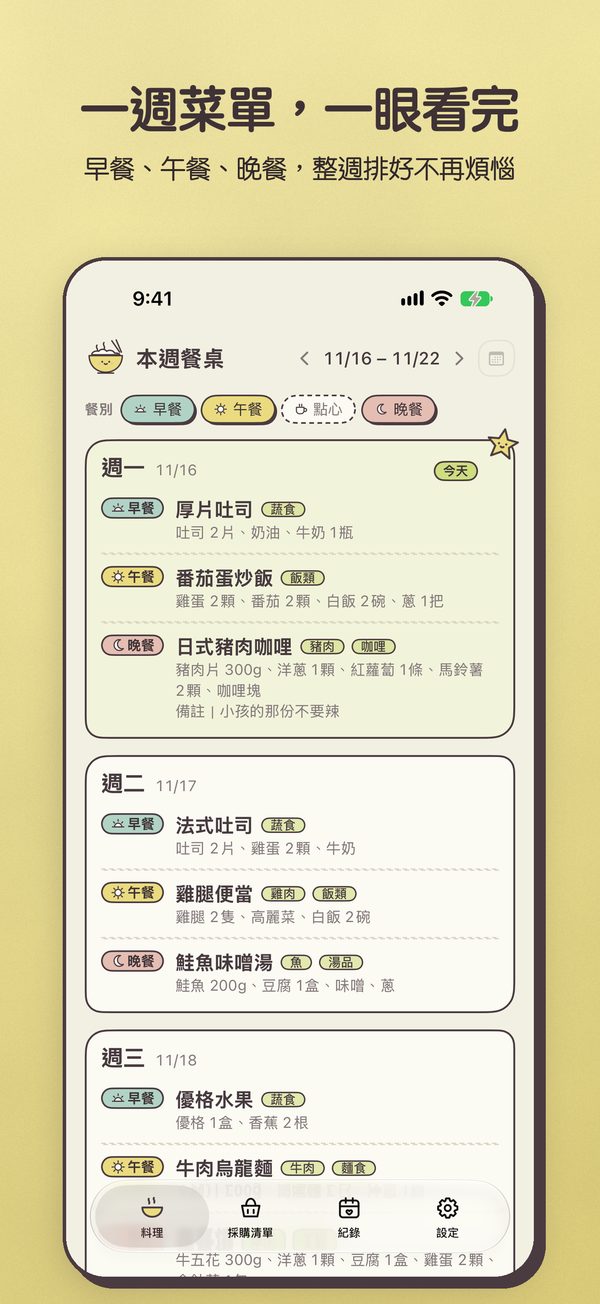 一週菜單，一眼看完
早餐、午餐、晚餐，整週排好不再煩惱
9:41
本週餐桌
11/16 – 11/22
餐別 早餐 午餐 點心 晚餐
週一 11/16 今天
早餐 厚片吐司 蔬食
吐司 2片、奶油、牛奶 1瓶
午餐 番茄蛋炒飯 飯類
雞蛋 2顆、番茄 2顆、白飯 2碗、蔥 1把
晚餐 日式豬肉咖哩 豬肉 咖哩
豬肉片 300g、洋蔥 1顆、紅蘿蔔 1條、馬鈴薯
2顆、咖哩塊
備註 | 小孩的那份不要辣
週二 11/17
早餐 法式吐司 蔬食
吐司 2片、雞蛋 2顆、牛奶
午餐 雞腿便當 雞肉 飯類
雞腿 2隻、高麗菜、白飯 2碗
晚餐 鮭魚味噌湯 魚 湯品
鮭魚 200g、豆腐 1盒、味噌、蔥
週三 11/18
早餐 優格水果 蔬食
優格 1盒、香蕉 2根
午餐 牛肉烏龍麵 牛肉 麵食
料理 採購清單 紀錄 設定
牛五花 300g、洋蔥 1顆、豆腐 1盒、雞蛋 2顆、